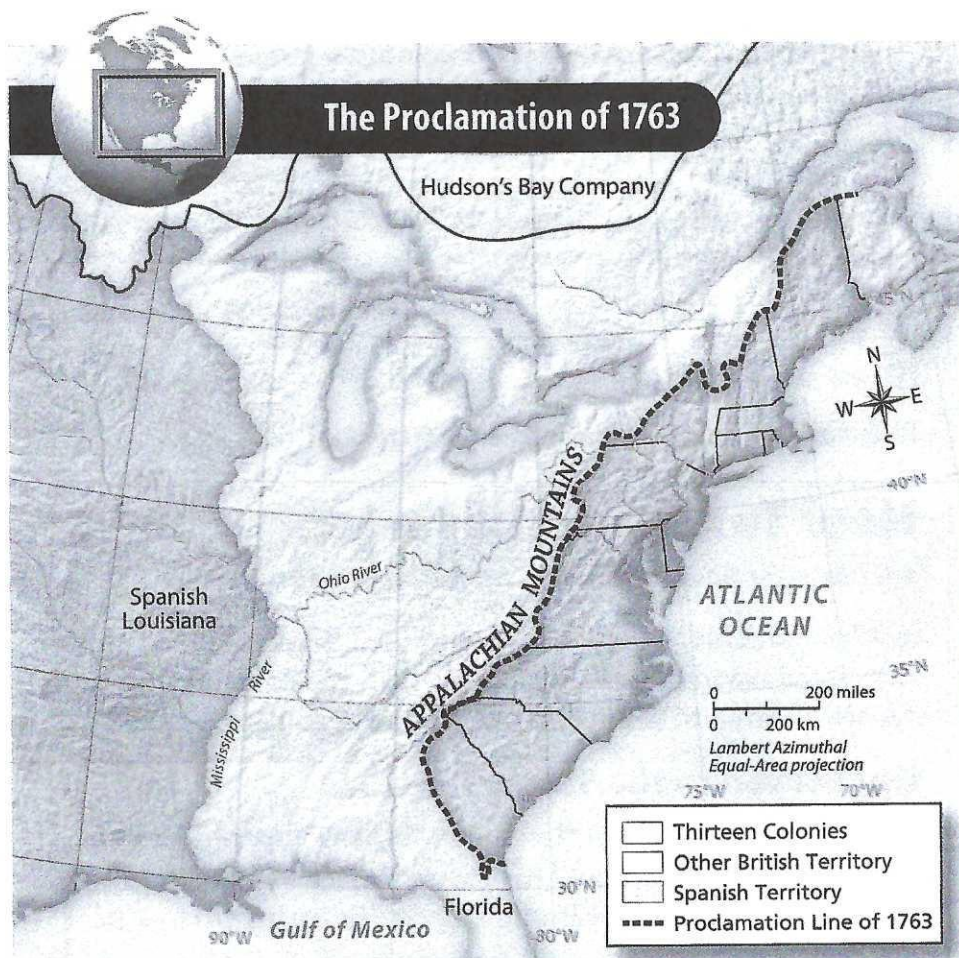 The Proclamation of 1763
Hudson's Bay Company
45°N
N
W E
S
40°N
APPALACHIAN MOUNTAINS
Ohio River
Spanish
Louisiana
ATLANTIC
OCEAN
35°N
Mississippi River
0 200 miles
0 200 km
Lambert Azimuthal
Equal-Area projection
75°W
70°W
Thirteen Colonies
Other British Territory
Spanish Territory
Proclamation Line of 1763
30°N
Florida
Gulf of Mexico
90°W
80°W